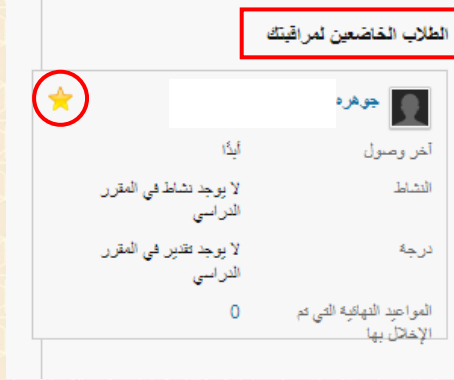 الطلاب الخاضعين لمراقبتك
جوهره
آخر وصول أبدًا
النشاط لا يوجد نشاط في المقرر
الدراسي
درجة لا يوجد تقدير في المقرر
الدراسي
المواعيد النهائية التي تم 0
الإخلال بها